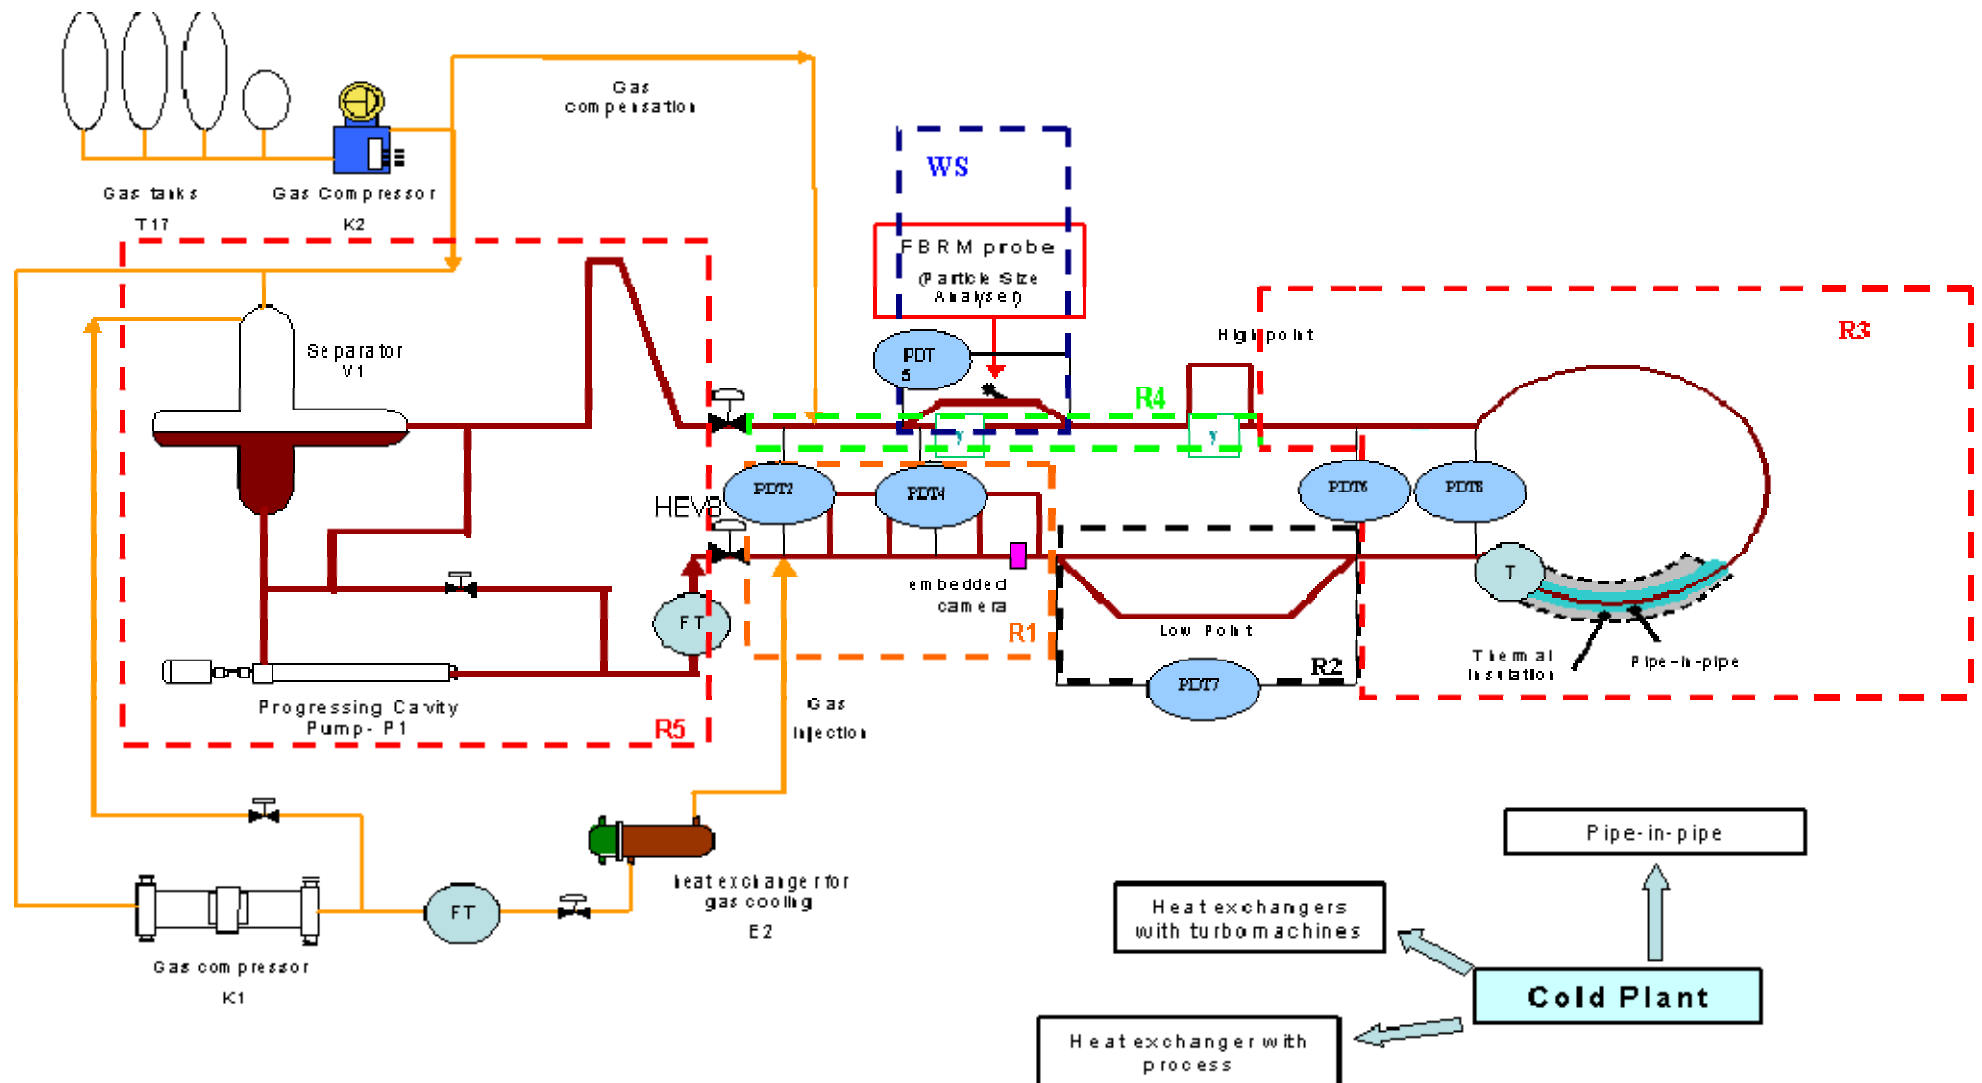 Gas
compensation
WS
Gas tanks
T17
Gas Compressor
K2
FBRM probe
(Particle Size
Analyser)
High point
R3
Separator
V1
PDT
5
R4
γ
γ
PDT2
PDT4
PDT6
PDT8
HEV3
T
embedded
camera
FT
R1
Low Point
R2
Thermal
Insulation
Pipe-in-pipe
PDT7
Progressing Cavity
Pump- P1
R5
Gas
Injection
Pipe-in-pipe
heat exchanger for
gas cooling
E2
FT
Heat exchangers
with turbomachines
Gas compressor
K1
Cold Plant
Heat exchanger with
process